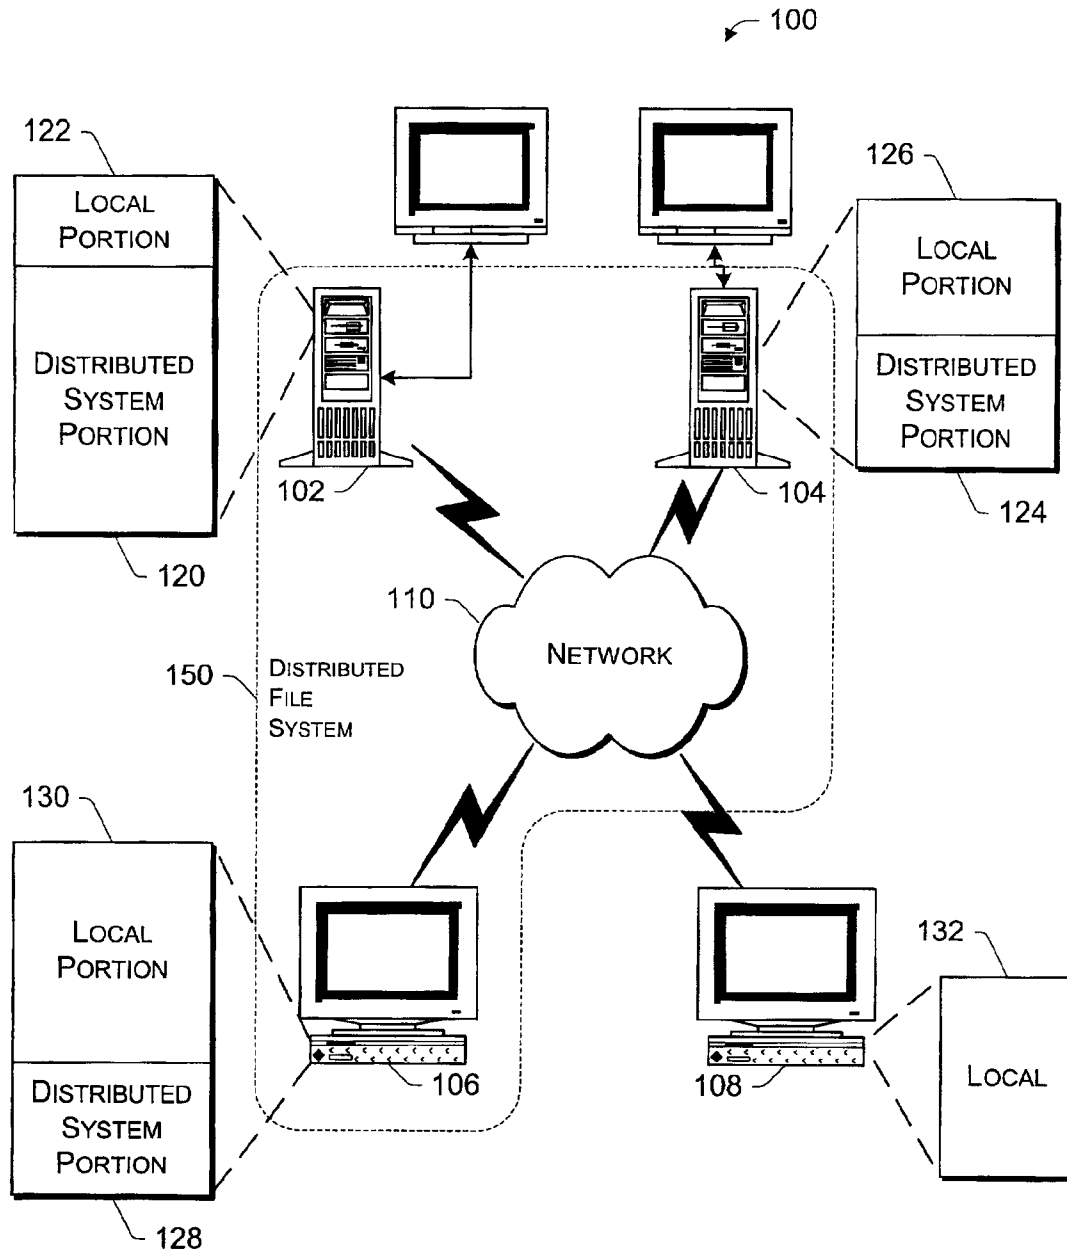 100
122
LOCAL
PORTION
DISTRIBUTED
SYSTEM
PORTION
120
126
LOCAL
PORTION
DISTRIBUTED
SYSTEM
PORTION
124
102
104
110
NETWORK
150
DISTRIBUTED
FILE
SYSTEM
130
LOCAL
PORTION
DISTRIBUTED
SYSTEM
PORTION
128
106
108
132
LOCAL